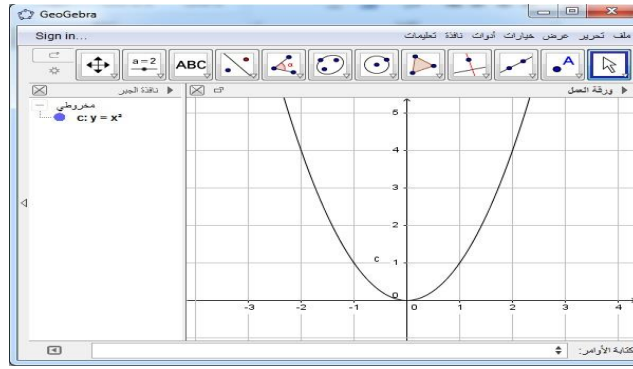 GeoGebra
Sign in...
ملف تحرير عرض خيارات أدوات نافذة تعليمات
a = 2
ABC
α
A
نافذة الجبر
ورقة العمل
مخروطي
c: y = x²
5
4
3
2
c
1
0
-3 -2 -1 0 1 2 3 4
كتابة الأوامر: